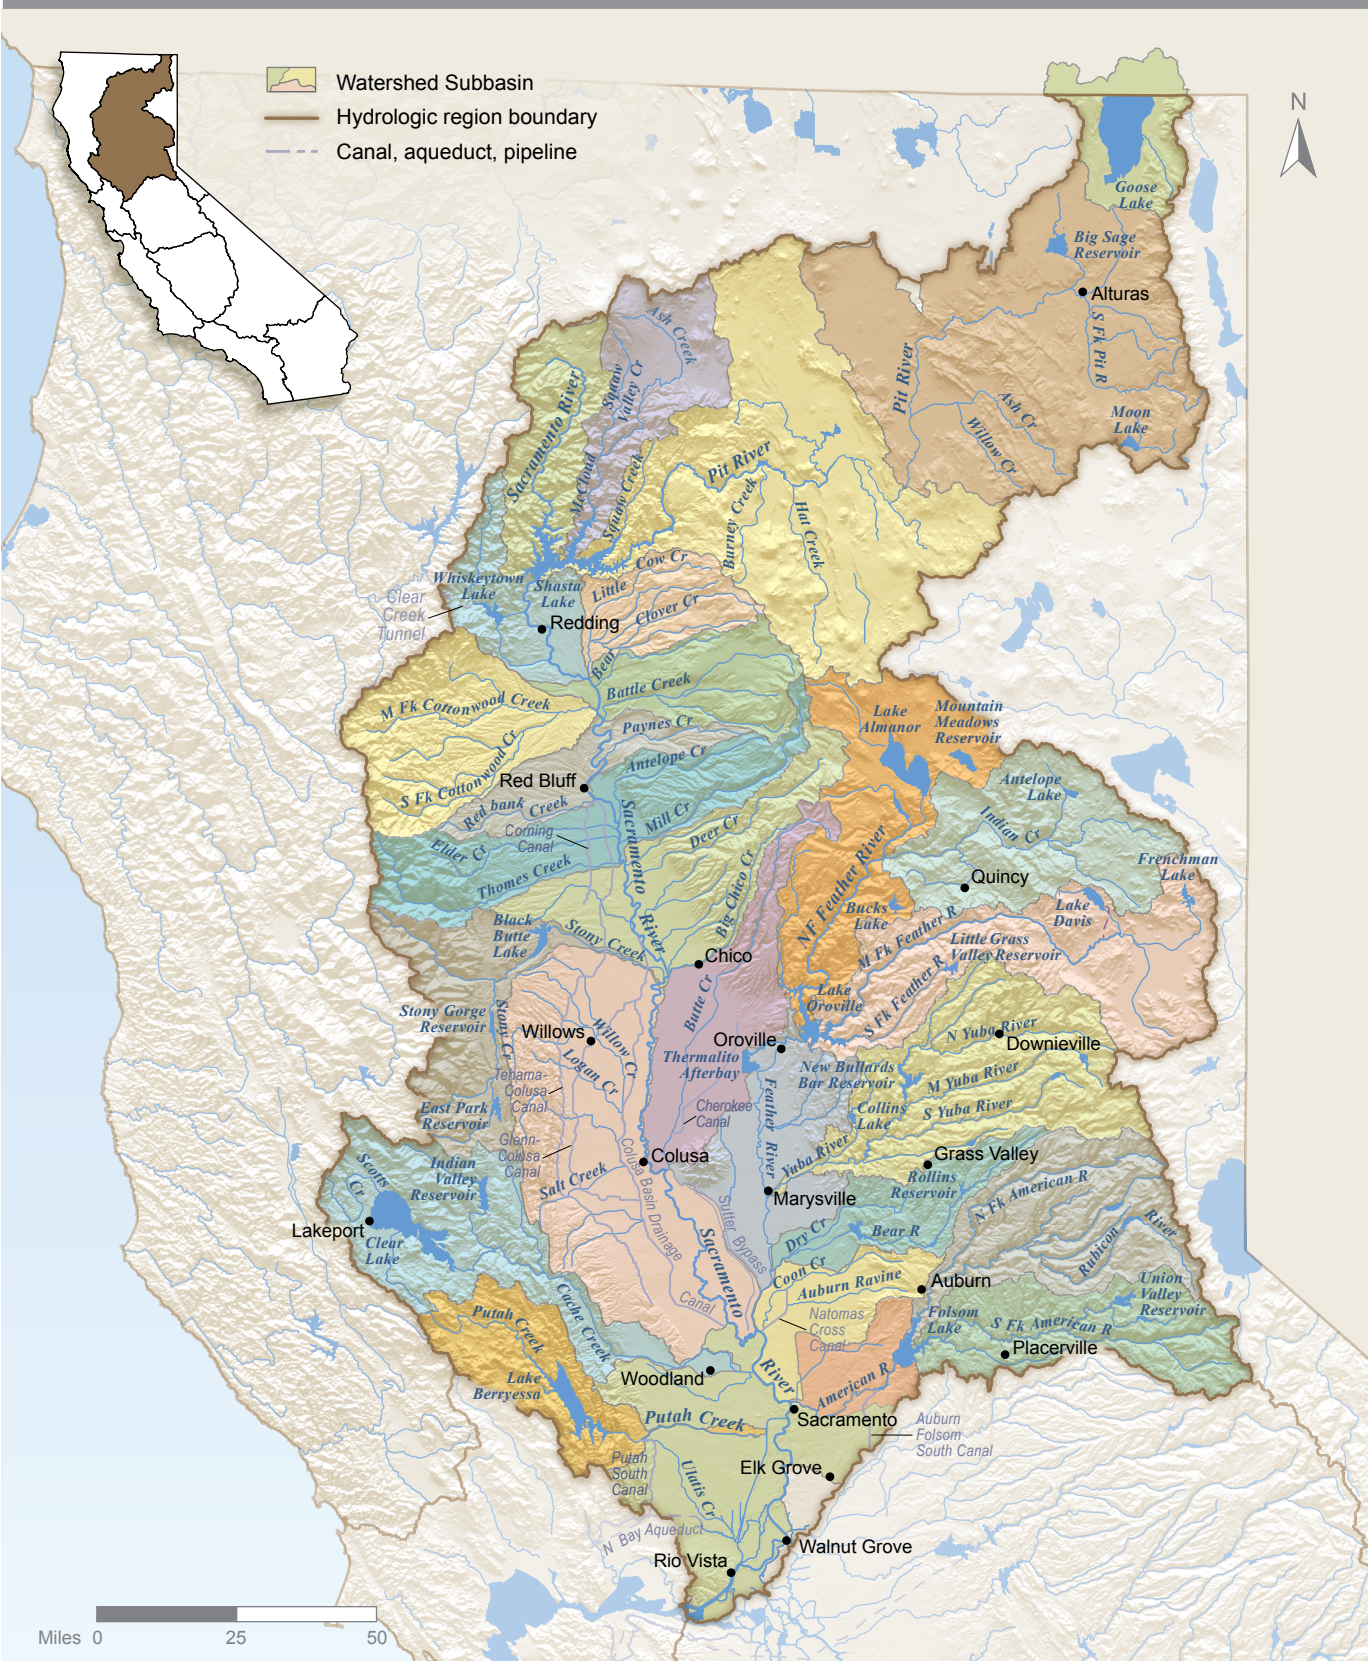 Watershed Subbasin
Hydrologic region boundary
Canal, aqueduct, pipeline
N
Goose
Lake
Big Sage
Reservoir
Alturas
S Fk Pit R
Pit River
Ash Cr
Willow Cr
Moon
Lake
Ash Creek
Squaw
Valley Cr
Sacramento River
McCloud
Squaw Creek
Pit River
Burney Creek
Hat Creek
Whiskeytown
Lake
Shasta
Lake
Clear
Creek
Tunnel
Redding
Little
Cow Cr
Clover Cr
Bear
Battle Creek
M Fk Cottonwood Creek
S Fk Cottonwood Cr
Paynes Cr
Antelope Cr
Red Bluff
Red bank
Creek
Corning
Canal
Elder Cr
Thomes Creek
Mill Cr
Deer Cr
Big Chico Cr
Sacramento
River
Lake
Almanor
Mountain
Meadows
Reservoir
Antelope
Lake
Indian Cr
Frenchman
Lake
Quincy
Lake
Davis
NF Feather River
Bucks
Lake
M Fk Feather R
Little Grass
Valley Reservoir
S Fk Feather R
Lake
Oroville
Black
Butte
Lake
Stony Creek
Chico
Butte Cr
Stony Gorge
Reservoir
Stony Cr
Willows
Willow Cr
Logan Cr
Tehama-
Colusa
Canal
East Park
Reservoir
Glenn-
Colusa
Canal
Oroville
Thermalito
Afterbay
Cherokee
Canal
Feather River
New Bullards
Bar Reservoir
N Yuba River
Downieville
M Yuba River
Collins
Lake
S Yuba River
Yuba River
Grass Valley
Rollins
Reservoir
Marysville
Colusa
Colusa Basin Drainage
Canal
Salt Creek
Sutter Bypass
Sacramento
River
Scotts
Cr
Indian
Valley
Reservoir
Lakeport
Clear
Lake
Dry Cr
Bear R
N Fk American R
Rubicon
River
Coon Cr
Auburn Ravine
Auburn
Union
Valley
Reservoir
Natomas
Cross
Canal
Folsom
Lake
S Fk American R
Placerville
Cache Creek
Putah Creek
Lake
Berryessa
Woodland
American R
Sacramento
Putah Creek
Auburn
Folsom
South Canal
Elk Grove
Putah
South
Canal
Ulatis Cr
N Bay Aqueduct
Walnut Grove
Rio Vista
Miles 0 25 50